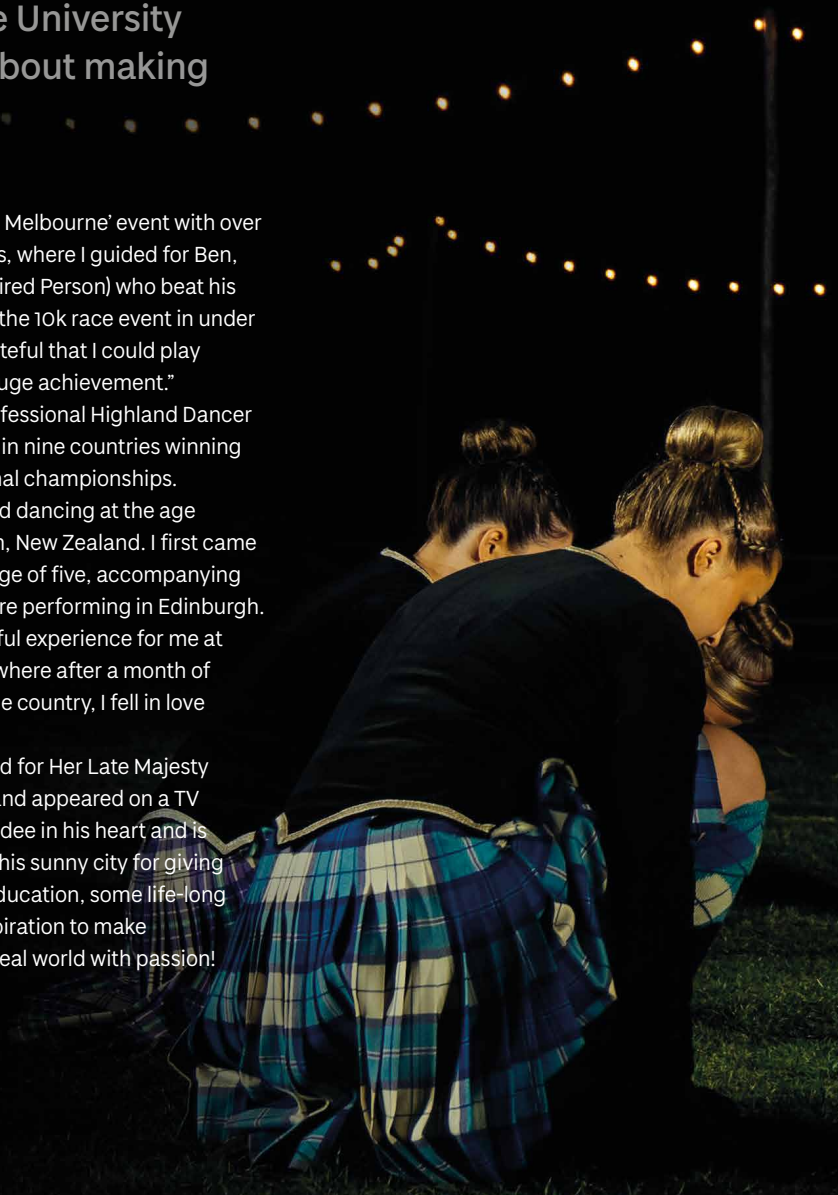 e University
bout making
Melbourne’ event with over
s, where I guided for Ben,
ired Person) who beat his
the 10k race event in under
teful that I could play
uge achievement.”
fessional Highland Dancer
in nine countries winning
nal championships.
d dancing at the age
n, New Zealand. I first came
ge of five, accompanying
re performing in Edinburgh.
ful experience for me at
where after a month of
e country, I fell in love
d for Her Late Majesty
and appeared on a TV
dee in his heart and is
his sunny city for giving
ducation, some life-long
piration to make
eal world with passion!